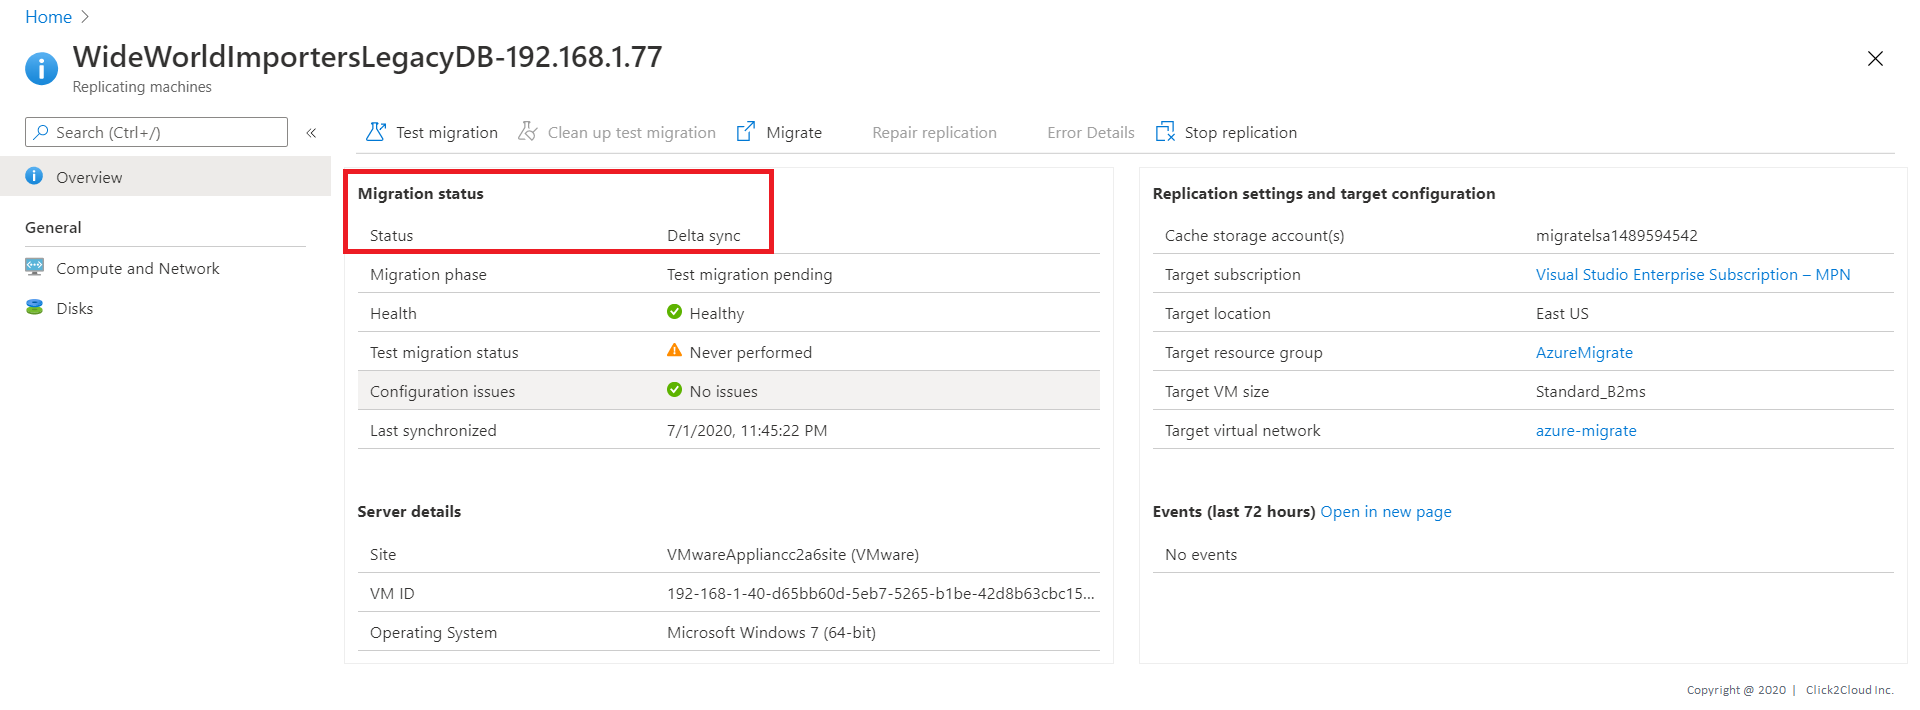 Home
WideWorldImportersLegacyDB-192.168.1.77
Replicating machines
Search (Ctrl+/)
«
Test migration
Clean up test migration
Migrate
Repair replication
Error Details
Stop replication
Overview
General
Compute and Network
Disks
Migration status
Status Delta sync
Migration phase Test migration pending
Health Healthy
Test migration status Never performed
Configuration issues No issues
Last synchronized 7/1/2020, 11:45:22 PM
Server details
Site VMwareAppliancc2a6site (VMware)
VM ID 192-168-1-40-d65bb60d-5eb7-5265-b1be-42d8b63cbc15...
Operating System Microsoft Windows 7 (64-bit)
Replication settings and target configuration
Cache storage account(s) migratelsa1489594542
Target subscription Visual Studio Enterprise Subscription – MPN
Target location East US
Target resource group AzureMigrate
Target VM size Standard_B2ms
Target virtual network azure-migrate
Events (last 72 hours) Open in new page
No events
Copyright @ 2020 | Click2Cloud Inc.